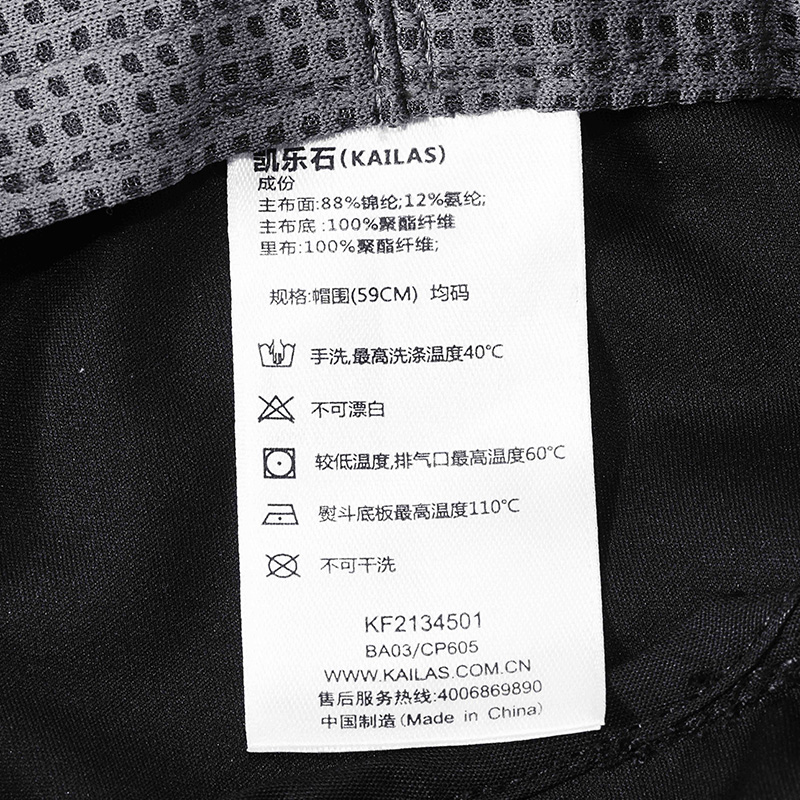 凯乐石(KAILAS)
成份
主布面:88%锦纶;12%氨纶;
主布底:100%聚酯纤维
里布:100%聚酯纤维;
规格:帽围(59CM) 均码
手洗,最高洗涤温度40℃
不可漂白
较低温度,排气口最高温度60℃
熨斗底板最高温度110℃
不可干洗
KF2134501
BA03/CP605
WWW.KAILAS.COM.CN
售后服务热线:4006869890
中国制造(Made in China)